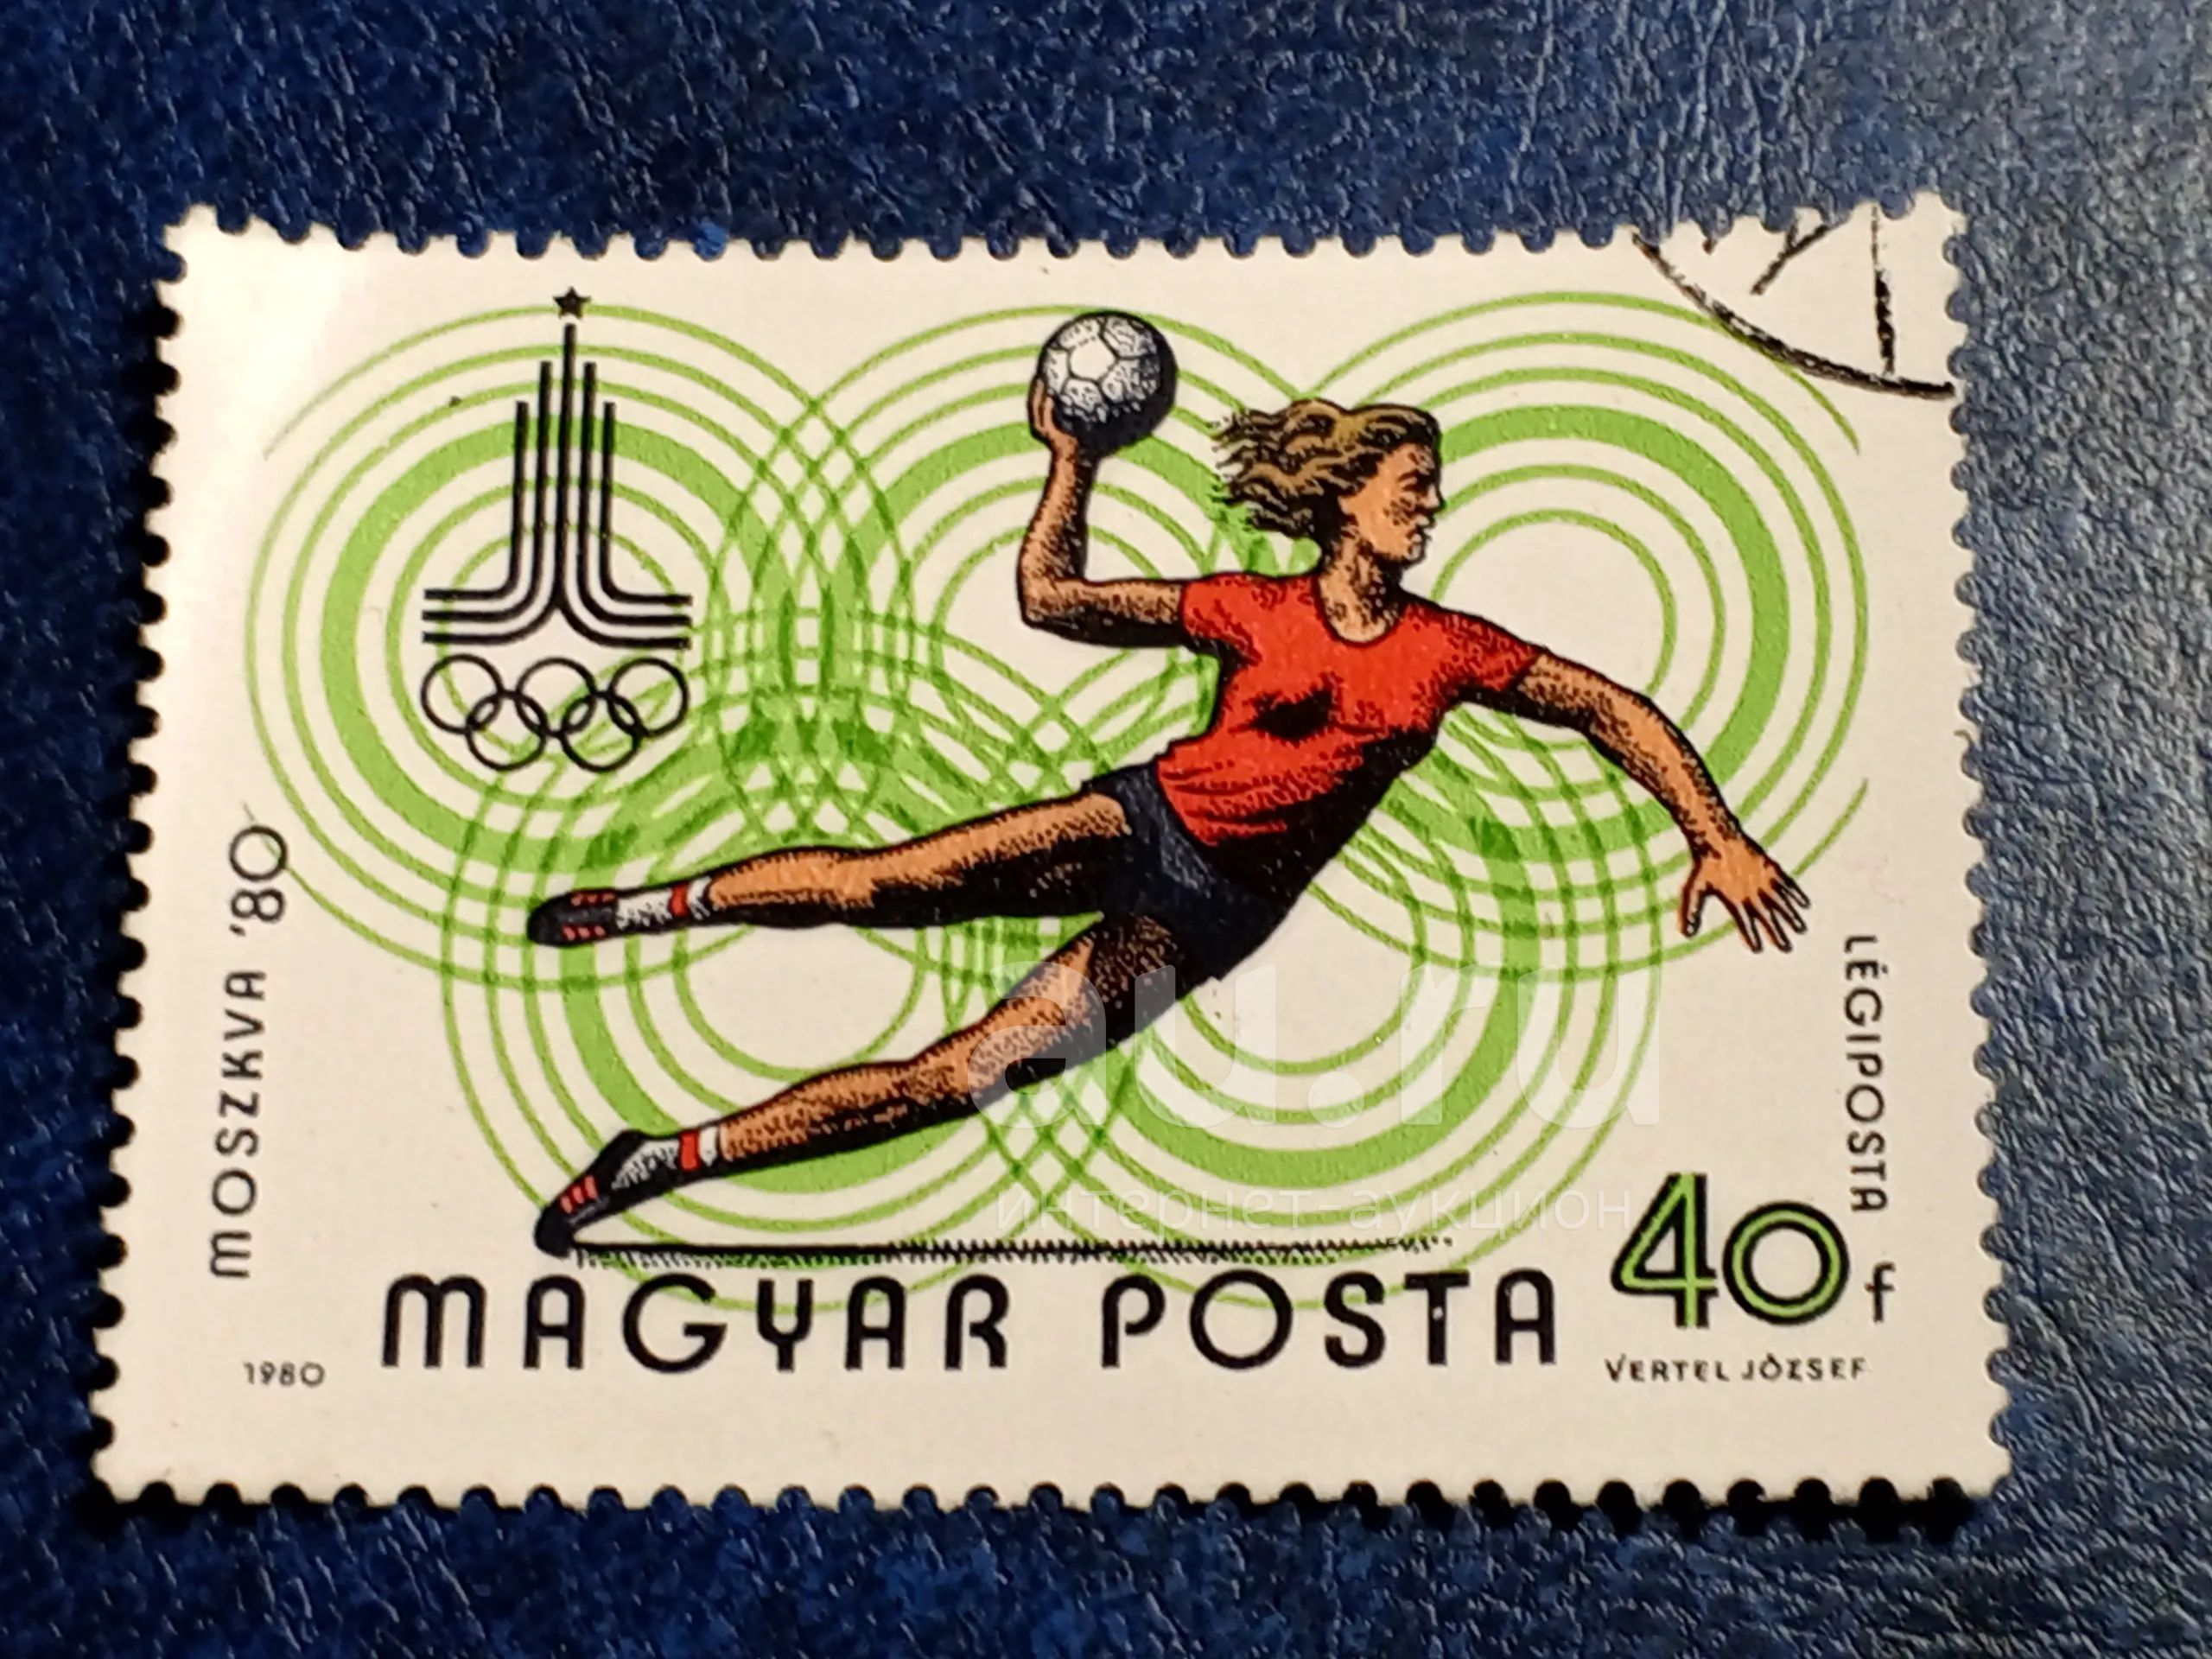 MOSZKVA '80
LÉGIPOSTA
au.ru
интернет-аукцион
40 f
MAGYAR POSTA
1980
VERTEL JÓZSEF